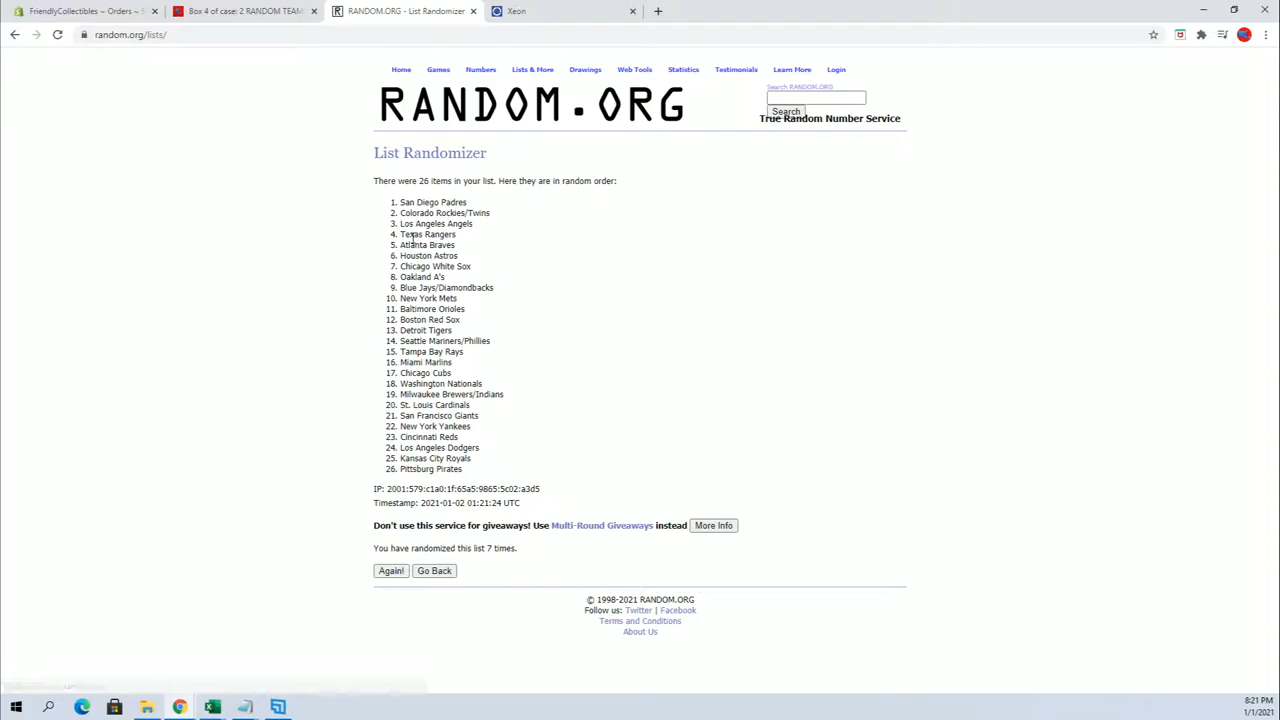 FriendlyCollectibles ~ Orders ~ S
Box 4 of case: 2 RANDOM TEAM
RANDOM.ORG - List Randomizer
Xeon
random.org/lists/
Home Games Numbers Lists & More Drawings Web Tools Statistics Testimonials Learn More Login
RANDOM.ORG
Search RANDOM.ORG
Search
True Random Number Service
List Randomizer
There were 26 items in your list. Here they are in random order:
1. San Diego Padres
2. Colorado Rockies/Twins
3. Los Angeles Angels
4. Texas Rangers
5. Atlanta Braves
6. Houston Astros
7. Chicago White Sox
8. Oakland A's
9. Blue Jays/Diamondbacks
10. New York Mets
11. Baltimore Orioles
12. Boston Red Sox
13. Detroit Tigers
14. Seattle Mariners/Phillies
15. Tampa Bay Rays
16. Miami Marlins
17. Chicago Cubs
18. Washington Nationals
19. Milwaukee Brewers/Indians
20. St. Louis Cardinals
21. San Francisco Giants
22. New York Yankees
23. Cincinnati Reds
24. Los Angeles Dodgers
25. Kansas City Royals
26. Pittsburg Pirates
IP: 2001:579:c1a0:1f:65a5:9865:5c02:a3d5
Timestamp: 2021-01-02 01:21:24 UTC
Don't use this service for giveaways! Use Multi-Round Giveaways instead More Info
You have randomized this list 7 times.
Again! Go Back
© 1998-2021 RANDOM.ORG
Follow us: Twitter | Facebook
Terms and Conditions
About Us
8:21 PM
1/1/2021